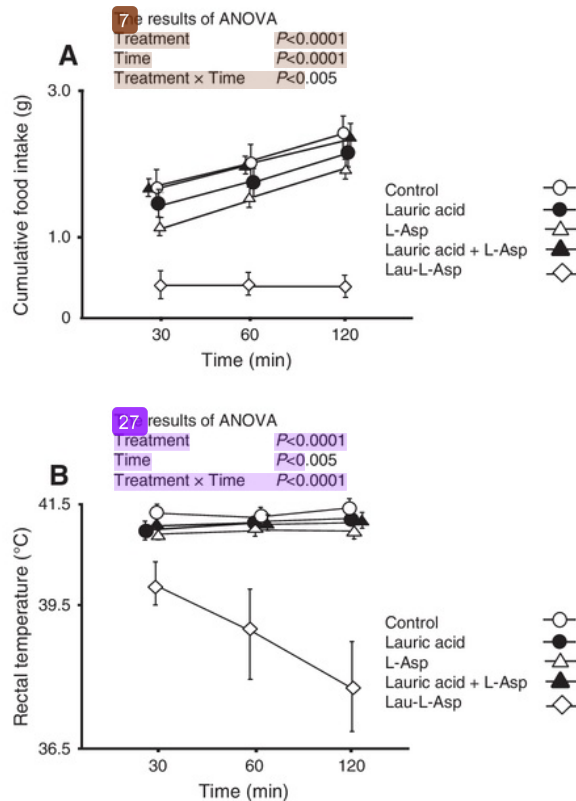 7
The results of ANOVA
Treatment P<0.0001
Time P<0.0001
Treatment × Time P<0.005
A
3.0
1.0
0
Cumulative food intake (g)
30 60 120
Time (min)
Control
Lauric acid
L-Asp
Lauric acid + L-Asp
Lau-L-Asp
27
results of ANOVA
Treatment P<0.0001
Time P<0.005
Treatment × Time P<0.0001
B
41.5
39.5
36.5
Rectal temperature (°C)
30 60 120
Time (min)
Control
Lauric acid
L-Asp
Lauric acid + L-Asp
Lau-L-Asp